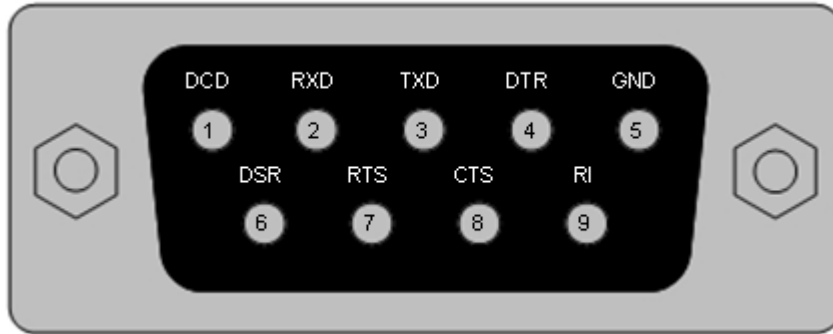 DCD RXD TXD DTR GND
1 2 3 4 5
DSR RTS CTS RI
6 7 8 9